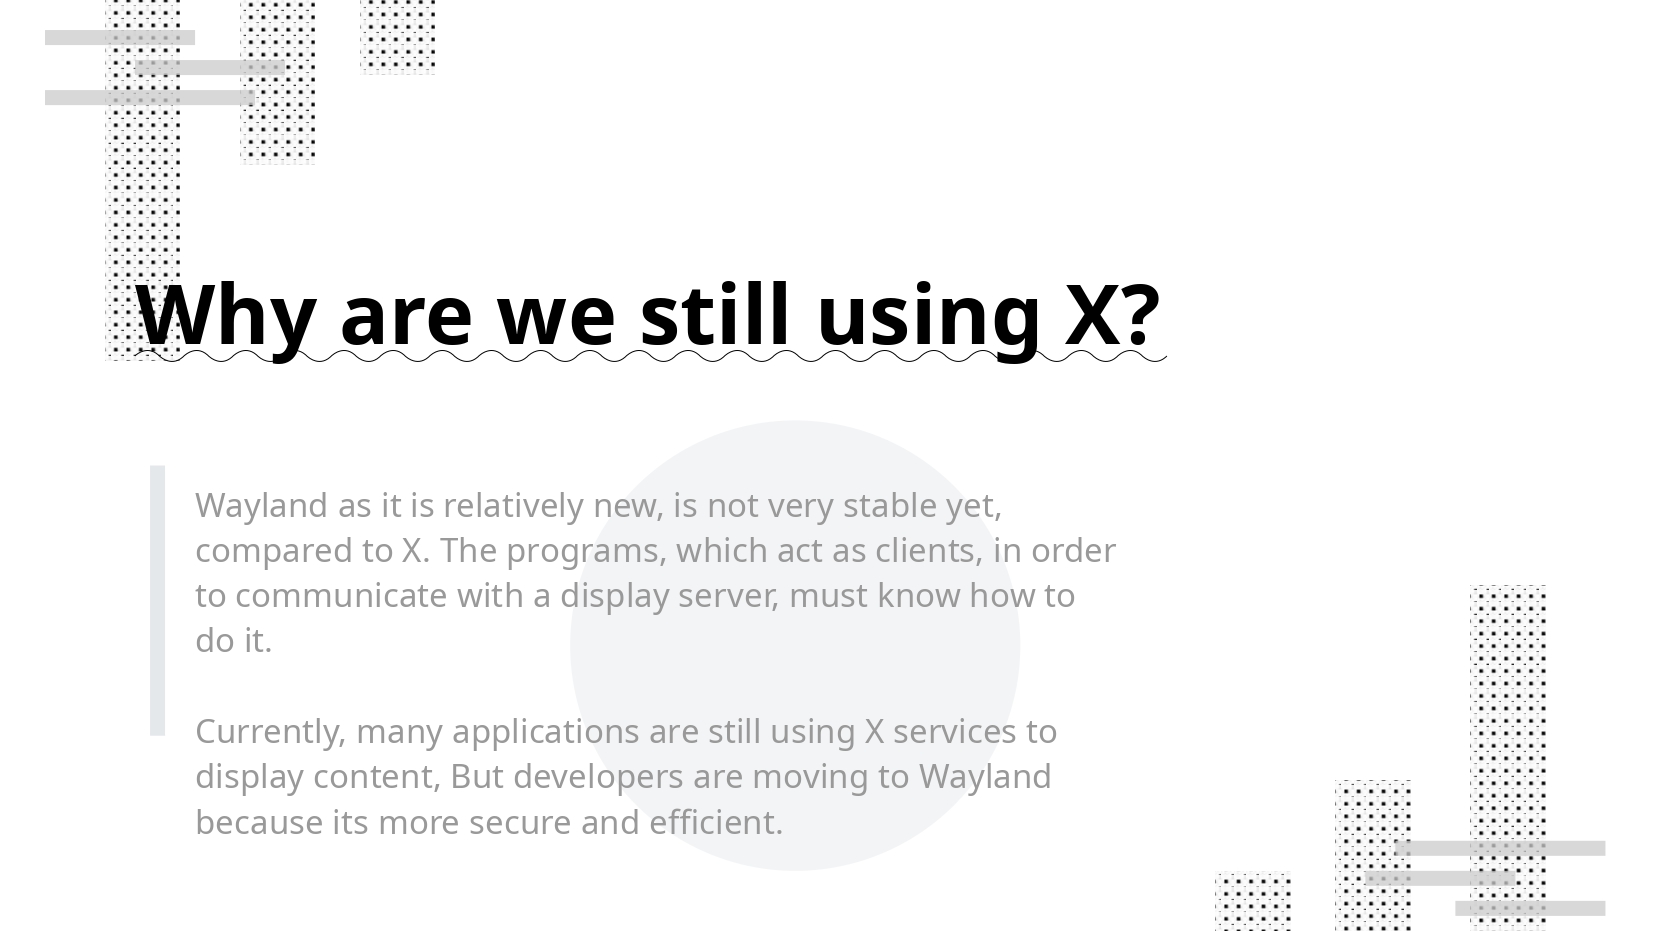 Why are we still using X?
Wayland as it is relatively new, is not very stable yet,
compared to X. The programs, which act as clients, in order
to communicate with a display server, must know how to
do it.
Currently, many applications are still using X services to
display content, But developers are moving to Wayland
because its more secure and efficient.